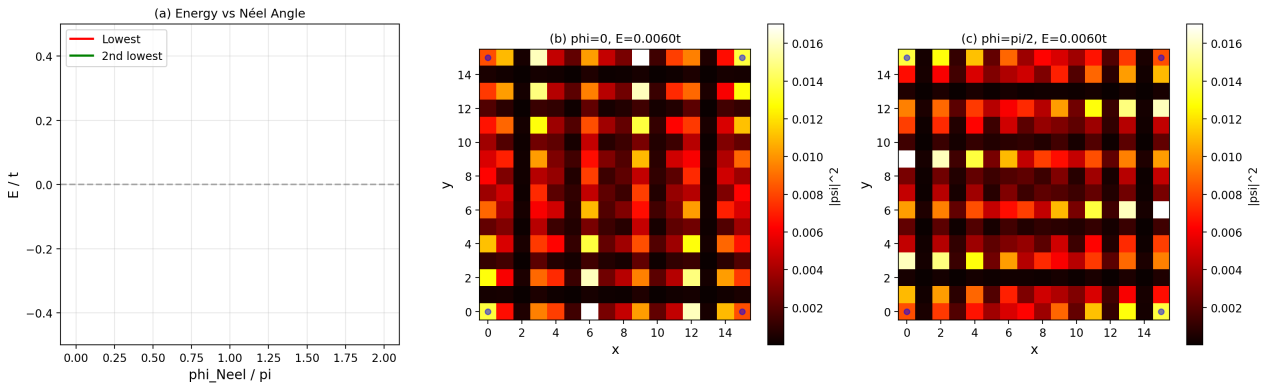 (a) Energy vs Néel Angle
Lowest
2nd lowest
0.4
0.2
0.0
−0.2
−0.4
E / t
0.00 0.25 0.50 0.75 1.00 1.25 1.50 1.75 2.00
phi_Neel / pi
(b) phi=0, E=0.0060t
14
12
10
8
6
4
2
0
y
0 2 4 6 8 10 12 14
x
0.016
0.014
0.012
0.010
0.008
0.006
0.004
0.002
|psi|^2
(c) phi=pi/2, E=0.0060t
14
12
10
8
6
4
2
0
y
0 2 4 6 8 10 12 14
x
0.016
0.014
0.012
0.010
0.008
0.006
0.004
0.002
|psi|^2